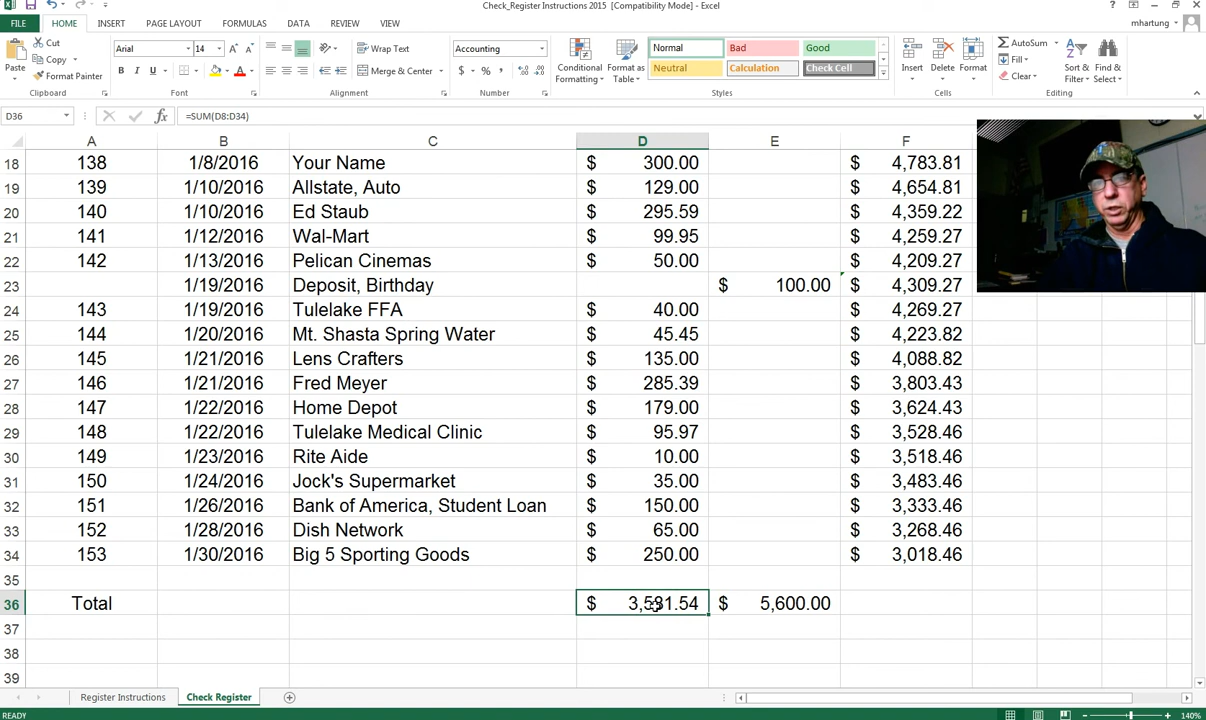 Check_Register Instructions 2015 [Compatibility Mode] - Excel
FILE HOME INSERT PAGE LAYOUT FORMULAS DATA REVIEW VIEW mhartung
Paste Cut Copy Format Painter
Arial 14 Wrap Text Accounting
B I U A Merge & Center $ % ,
Conditional Formatting Format as Table
Normal Bad Good
Neutral Calculation Check Cell
Insert Delete Format
AutoSum Fill Clear Sort & Filter Find & Select
Clipboard Font Alignment Number Styles Cells Editing
D36 fx =SUM(D8:D34)
A B C D E F
18 138 1/8/2016 Your Name $ 300.00 $ 4,783.81
19 139 1/10/2016 Allstate, Auto $ 129.00 $ 4,654.81
20 140 1/10/2016 Ed Staub $ 295.59 $ 4,359.22
21 141 1/12/2016 Wal-Mart $ 99.95 $ 4,259.27
22 142 1/13/2016 Pelican Cinemas $ 50.00 $ 4,209.27
23 1/19/2016 Deposit, Birthday $ 100.00 $ 4,309.27
24 143 1/19/2016 Tulelake FFA $ 40.00 $ 4,269.27
25 144 1/20/2016 Mt. Shasta Spring Water $ 45.45 $ 4,223.82
26 145 1/21/2016 Lens Crafters $ 135.00 $ 4,088.82
27 146 1/21/2016 Fred Meyer $ 285.39 $ 3,803.43
28 147 1/22/2016 Home Depot $ 179.00 $ 3,624.43
29 148 1/22/2016 Tulelake Medical Clinic $ 95.97 $ 3,528.46
30 149 1/23/2016 Rite Aide $ 10.00 $ 3,518.46
31 150 1/24/2016 Jock's Supermarket $ 35.00 $ 3,483.46
32 151 1/26/2016 Bank of America, Student Loan $ 150.00 $ 3,333.46
33 152 1/28/2016 Dish Network $ 65.00 $ 3,268.46
34 153 1/30/2016 Big 5 Sporting Goods $ 250.00 $ 3,018.46
35
36 Total $ 3,581.54 $ 5,600.00
37
38
39
Register Instructions Check Register
READY 140%